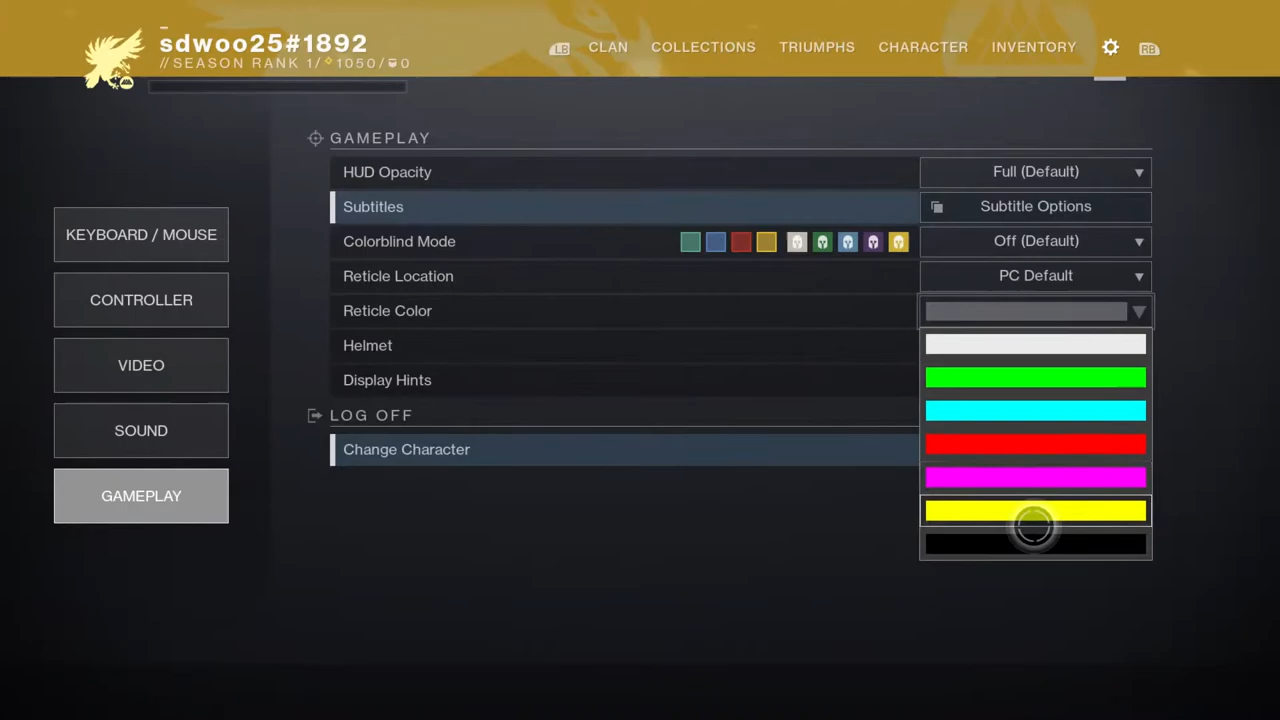 sdwoo25#1892
//SEASON RANK 1/ 1050/ 0
LB CLAN COLLECTIONS TRIUMPHS CHARACTER INVENTORY RB
GAMEPLAY
HUD Opacity Full (Default)
Subtitles Subtitle Options
Colorblind Mode Off (Default)
Reticle Location PC Default
Reticle Color
Helmet
Display Hints
LOG OFF
Change Character
KEYBOARD / MOUSE
CONTROLLER
VIDEO
SOUND
GAMEPLAY